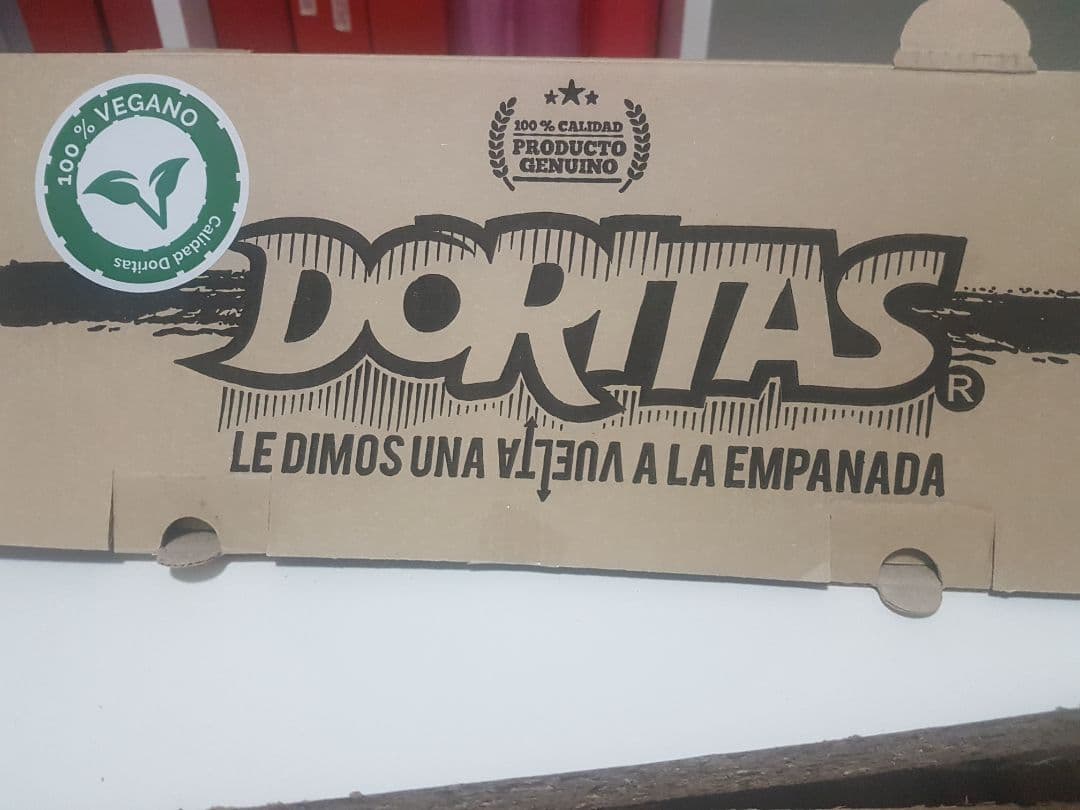 100 % VEGANO
Calidad Doritas
100 % CALIDAD
PRODUCTO
GENUINO
DORITAS
R
LE DIMOS UNA VUELTA A LA EMPANADA